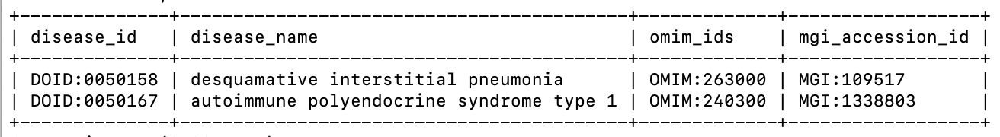 +--------------+----------------------------------------+-------------+------------------+
| disease_id   | disease_name                           | omim_ids    | mgi_accession_id |
+--------------+----------------------------------------+-------------+------------------+
| DOID:0050158 | desquamative interstitial pneumonia    | OMIM:263000 | MGI:109517       |
| DOID:0050167 | autoimmune polyendocrine syndrome type 1 | OMIM:240300 | MGI:1338803      |
+--------------+----------------------------------------+-------------+------------------+